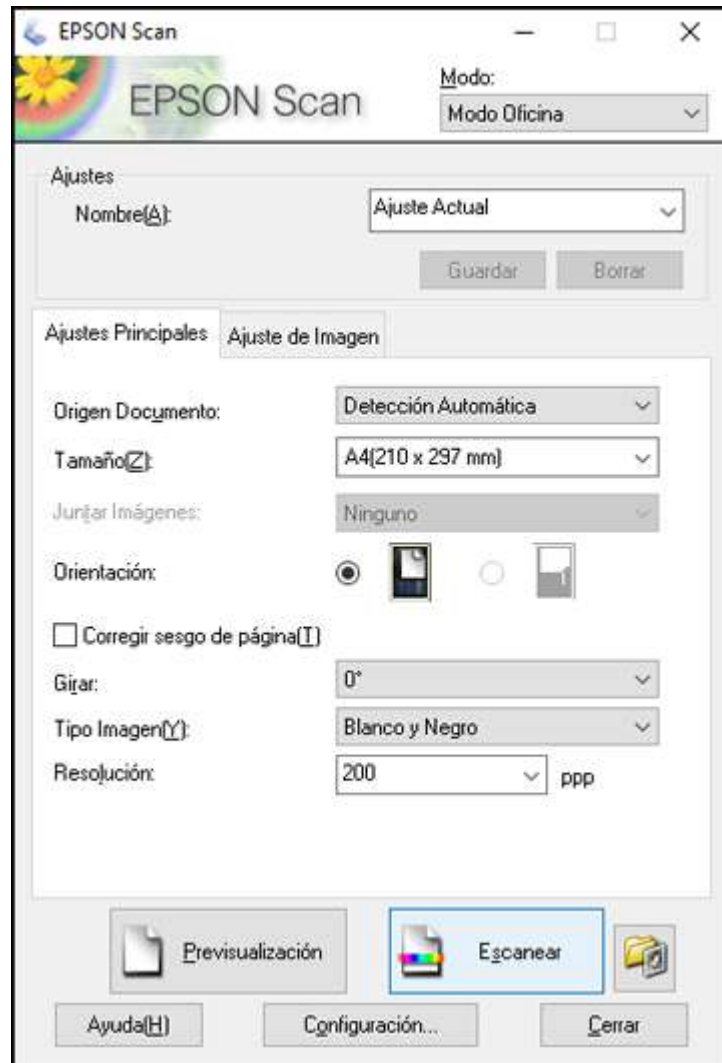 EPSON Scan
EPSON Scan
Modo:
Modo Oficina
Ajustes
Nombre(A):
Ajuste Actual
Guardar
Borrar
Ajustes Principales
Ajuste de Imagen
Origen Documento:
Detección Automática
Tamaño(Z):
A4(210 x 297 mm)
Juntar Imágenes:
Ninguno
Orientación:
Corregir sesgo de página(T)
Girar:
0°
Tipo Imagen(Y):
Blanco y Negro
Resolución:
200
ppp
Previsualización
Escanear
Ayuda(H)
Configuración...
Cerrar